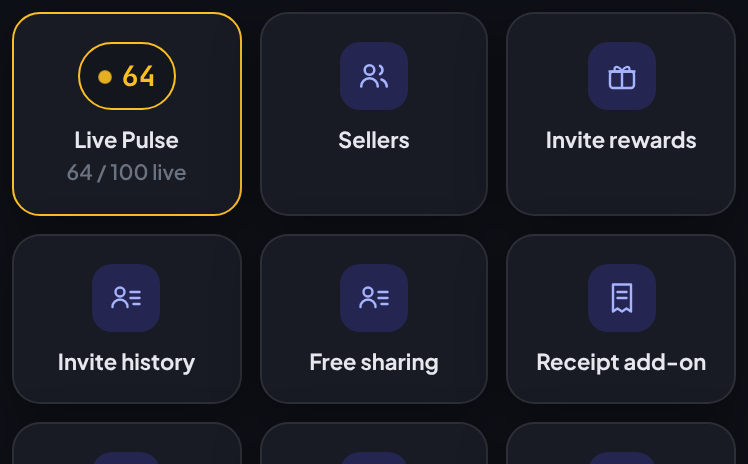 64
Live Pulse
64 / 100 live
Sellers
Invite rewards
Invite history
Free sharing
Receipt add-on